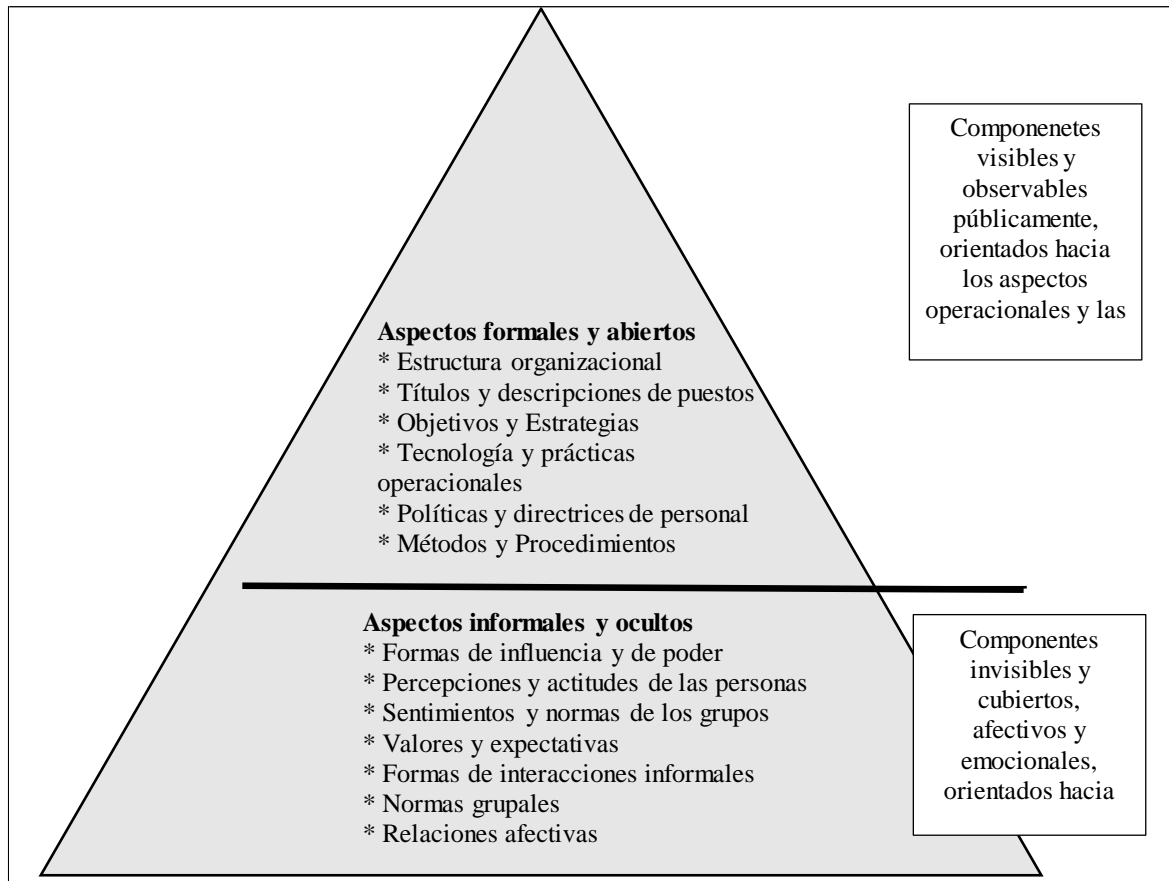 Componenetes
visibles y
observables
públicamente,
orientados hacia
los aspectos
operacionales y las
Aspectos formales y abiertos
* Estructura organizacional
* Títulos y descripciones de puestos
* Objetivos y Estrategias
* Tecnología y prácticas
operacionales
* Políticas y directrices de personal
* Métodos y Procedimientos
Aspectos informales y ocultos
* Formas de influencia y de poder
* Percepciones y actitudes de las personas
* Sentimientos y normas de los grupos
* Valores y expectativas
* Formas de interacciones informales
* Normas grupales
* Relaciones afectivas
Componentes
invisibles y
cubiertos,
afectivos y
emocionales,
orientados hacia